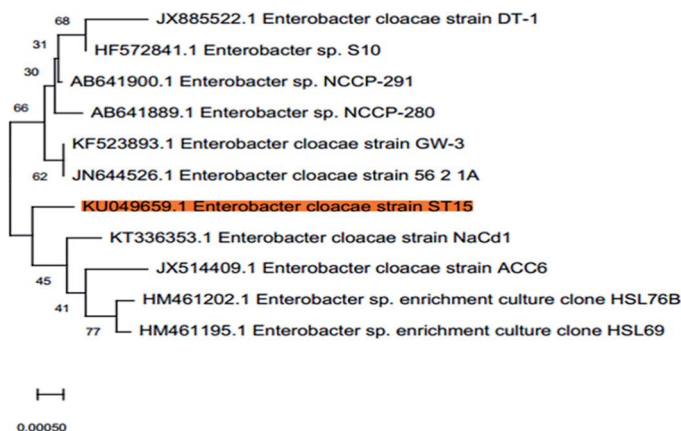 68
JX885522.1 Enterobacter cloacae strain DT-1
31
HF572841.1 Enterobacter sp. S10
30
AB641900.1 Enterobacter sp. NCCP-291
66
AB641889.1 Enterobacter sp. NCCP-280
KF523893.1 Enterobacter cloacae strain GW-3
62
JN644526.1 Enterobacter cloacae strain 56 2 1A
KU049659.1 Enterobacter cloacae strain ST15
KT336353.1 Enterobacter cloacae strain NaCd1
45
JX514409.1 Enterobacter cloacae strain ACC6
41
HM461202.1 Enterobacter sp. enrichment culture clone HSL76B
77
HM461195.1 Enterobacter sp. enrichment culture clone HSL69
0.00050